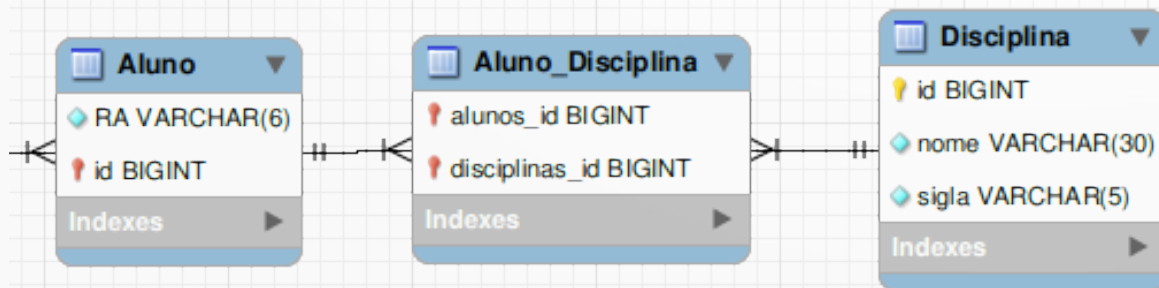 Aluno
RA VARCHAR(6)
id BIGINT
Indexes
Aluno_Disciplina
alunos_id BIGINT
disciplinas_id BIGINT
Indexes
Disciplina
id BIGINT
nome VARCHAR(30)
sigla VARCHAR(5)
Indexes